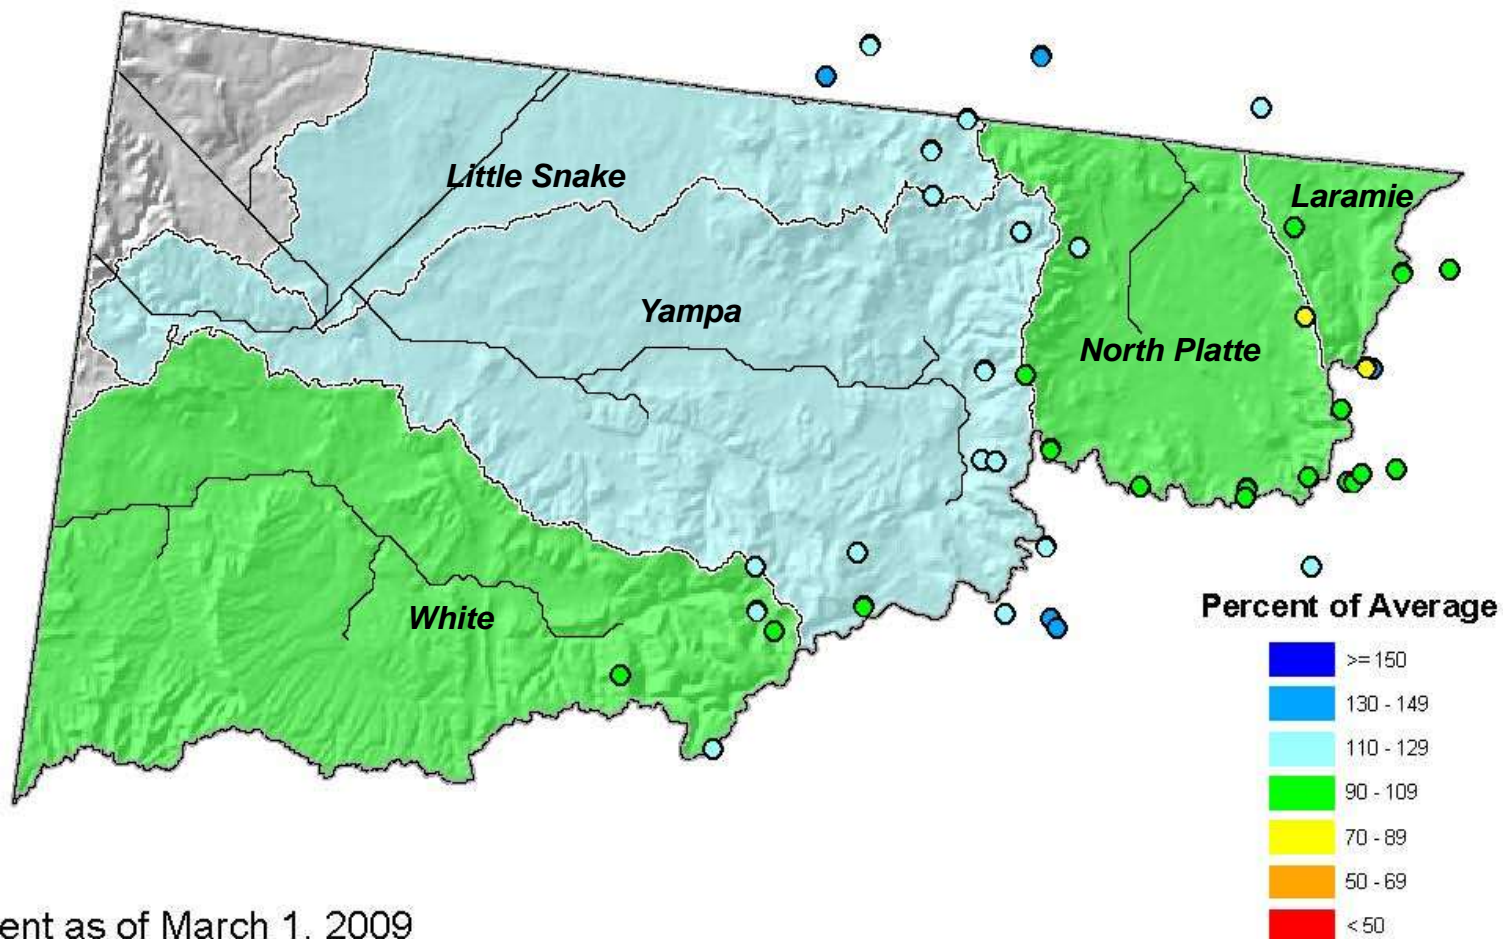 Little Snake
Laramie
Yampa
North Platte
White
Percent of Average
>= 150
130 - 149
110 - 129
90 - 109
70 - 89
50 - 69
< 50
ent as of March 1, 2009